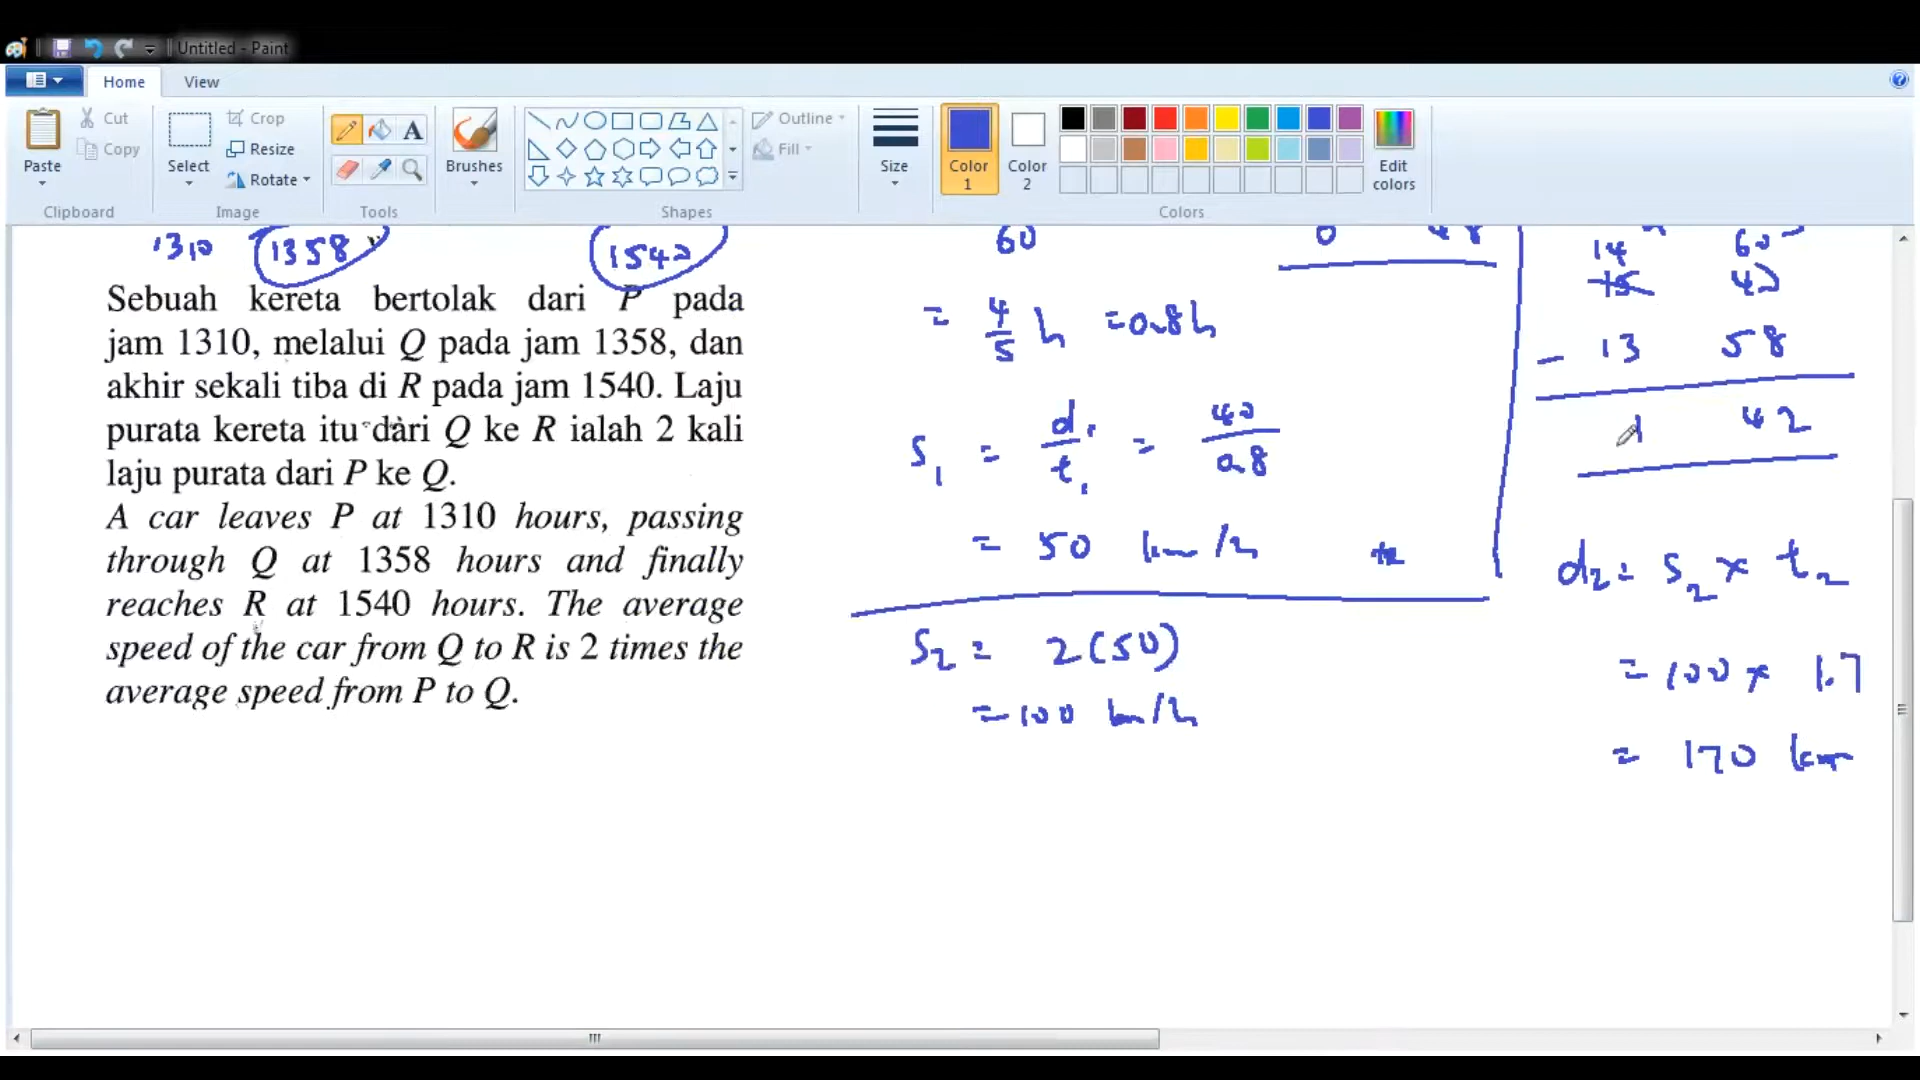 Untitled - Paint
Home View
Paste
Cut
Copy
Clipboard
Select
Crop
Resize
Rotate
Image
Tools
Brushes
Outline
Fill
Shapes
Size
Color 1
Color 2
Edit colors
Colors
1310 1358 1540
Sebuah kereta bertolak dari P pada
jam 1310, melalui Q pada jam 1358, dan
akhir sekali tiba di R pada jam 1540. Laju
purata kereta itu dari Q ke R ialah 2 kali
laju purata dari P ke Q.
A car leaves P at 1310 hours, passing
through Q at 1358 hours and finally
reaches R at 1540 hours. The average
speed of the car from Q to R is 2 times the
average speed from P to Q.
60
0 48
= 4/5 h = 0.8h
S1 = d1/t1 = 40/0.8
= 50 km/h
S2 = 2(50)
= 100 km/h
14 60
15 40
- 13 58
1 42
d2 = S2 × t2
= 100 × 1.7
= 170 km